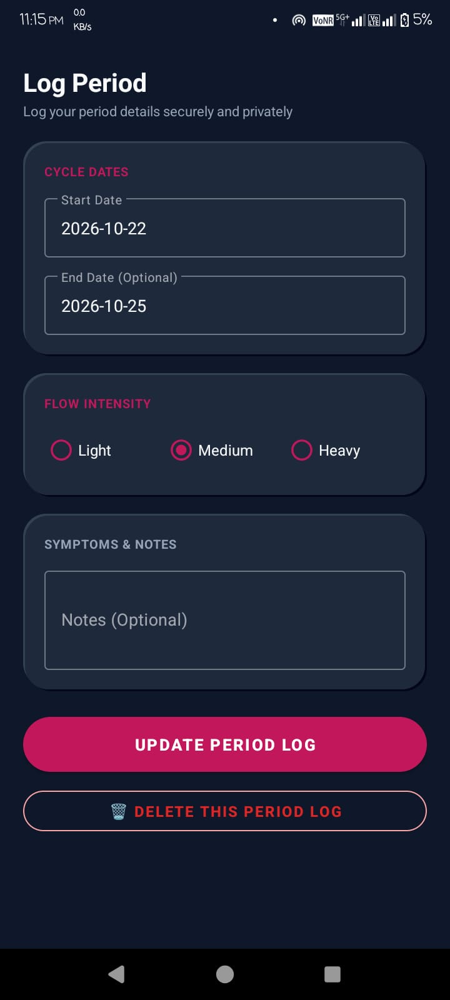 11:15 PM 0.0 KB/s VoNR 5G+ Vo LTE 5%
Log Period
Log your period details securely and privately
CYCLE DATES
Start Date
2026-10-22
End Date (Optional)
2026-10-25
FLOW INTENSITY
Light Medium Heavy
SYMPTOMS & NOTES
Notes (Optional)
UPDATE PERIOD LOG
DELETE THIS PERIOD LOG